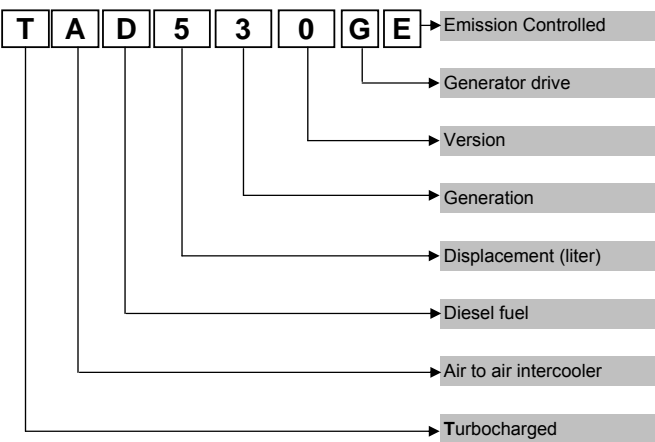 T A D 5 3 0 G E
Emission Controlled
Generator drive
Version
Generation
Displacement (liter)
Diesel fuel
Air to air intercooler
Turbocharged